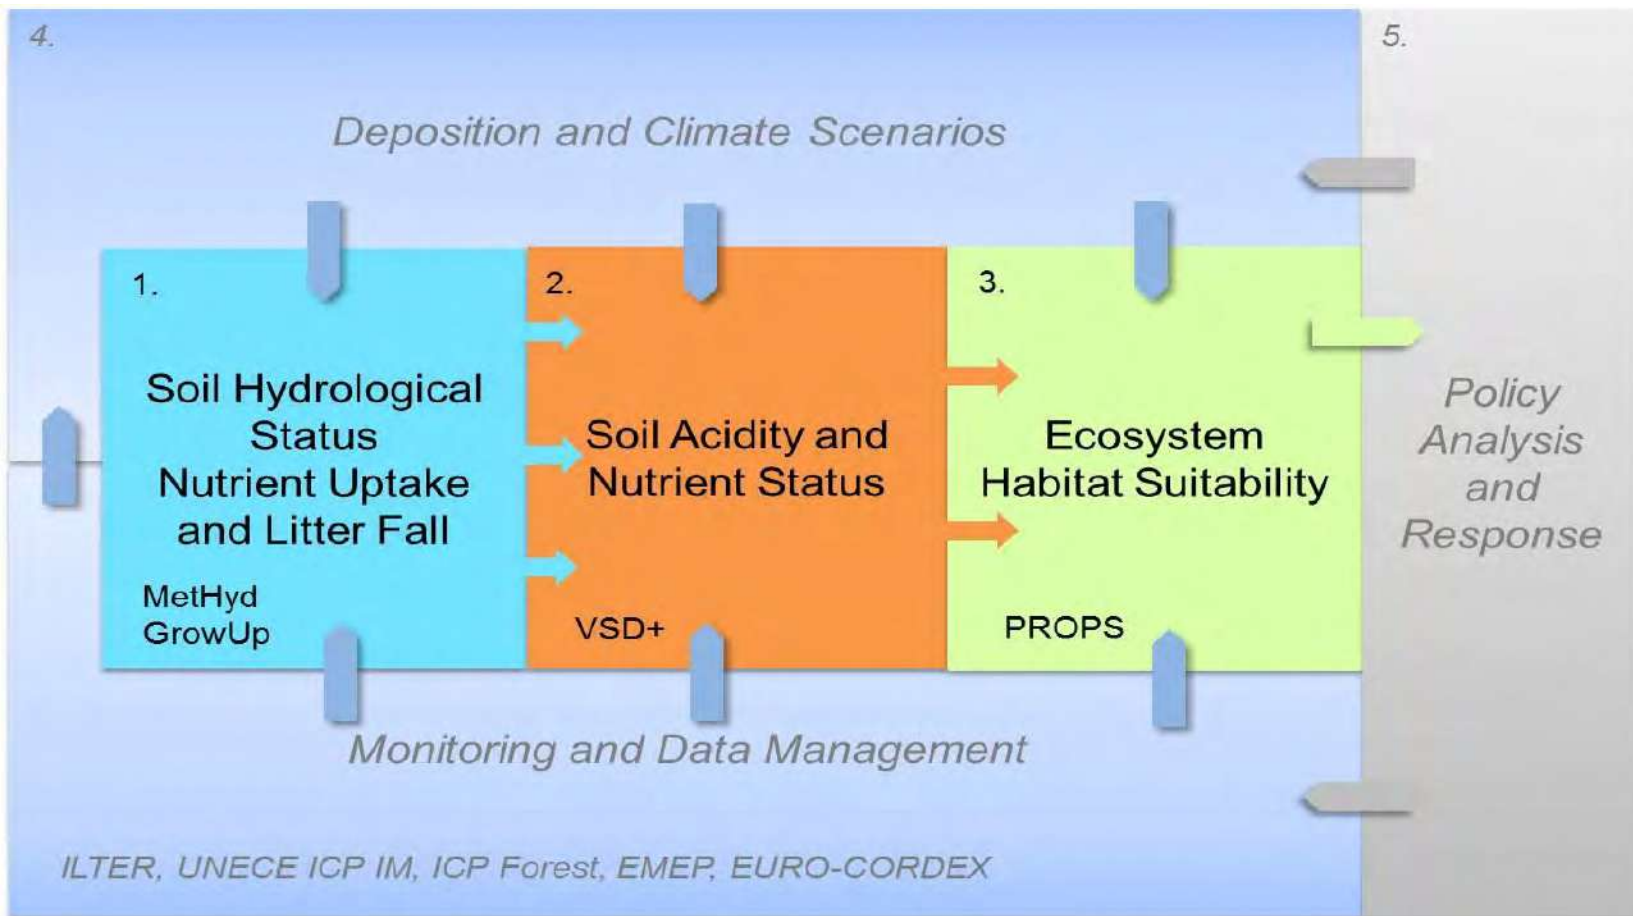 4.
5.
Deposition and Climate Scenarios
1.
Soil Hydrological
Status
Nutrient Uptake
and Litter Fall
MetHyd
GrowUp
2.
Soil Acidity and
Nutrient Status
VSD+
3.
Ecosystem
Habitat Suitability
PROPS
Policy
Analysis
and
Response
Monitoring and Data Management
ILTER, UNECE ICP IM, ICP Forest, EMEP, EURO-CORDEX